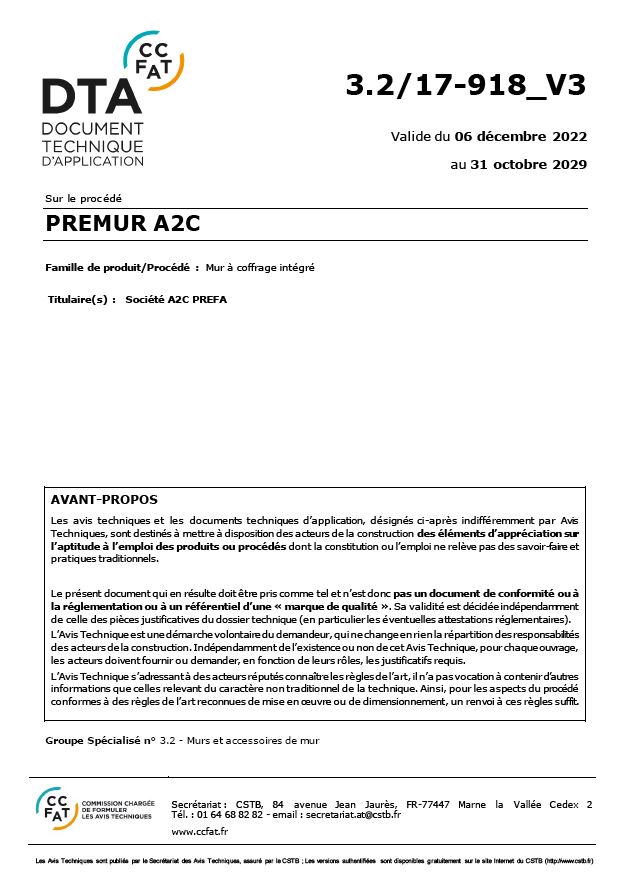 CC
FAT
DTA
DOCUMENT
TECHNIQUE
D'APPLICATION
3.2/17-918_V3
Valide du 06 décembre 2022
au 31 octobre 2029
Sur le procédé
PREMUR A2C
Famille de produit/Procédé : Mur à coffrage intégré
Titulaire(s) : Société A2C PREFA
AVANT-PROPOS
Les avis techniques et les documents techniques d'application, désignés ci-après indifféremment par Avis
Techniques, sont destinés à mettre à disposition des acteurs de la construction des éléments d'appréciation sur
l'aptitude à l'emploi des produits ou procédés dont la constitution ou l'emploi ne relève pas des savoir-faire et
pratiques traditionnels.
Le présent document qui en résulte doit être pris comme tel et n'est donc pas un document de conformité ou à
la réglementation ou à un référentiel d'une « marque de qualité ». Sa validité est décidée indépendamment
de celle des pièces justificatives du dossier technique (en particulier les éventuelles attestations réglementaires).
L'Avis Technique est une démarche volontaire du demandeur, qui ne change en rien la répartition des responsabilités
des acteurs de la construction. Indépendamment de l'existence ou non de cet Avis Technique, pour chaque ouvrage,
les acteurs doivent fournir ou demander, en fonction de leurs rôles, les justificatifs requis.
L'Avis Technique s'adressant à des acteurs réputés connaître les règles de l'art, il n'a pas vocation à contenir d'autres
informations que celles relevant du caractère non traditionnel de la technique. Ainsi, pour les aspects du procédé
conformes à des règles de l'art reconnues de mise en œuvre ou de dimensionnement, un renvoi à ces règles suffit.
Groupe Spécialisé n° 3.2 - Murs et accessoires de mur
CC
FAT
COMMISSION CHARGÉE
DE FORMULER
LES AVIS TECHNIQUES
Secrétariat : CSTB, 84 avenue Jean Jaurès, FR-77447 Marne la Vallée Cedex 2
Tél. : 01 64 68 82 82 - email : secretariat.at@cstb.fr
www.ccfat.fr
Les Avis Techniques sont publiés par le Secrétariat des Avis Techniques, assuré par le CSTB ; Les versions authentifiées sont disponibles gratuitement sur le site Internet du CSTB (http://www.cstb.fr)